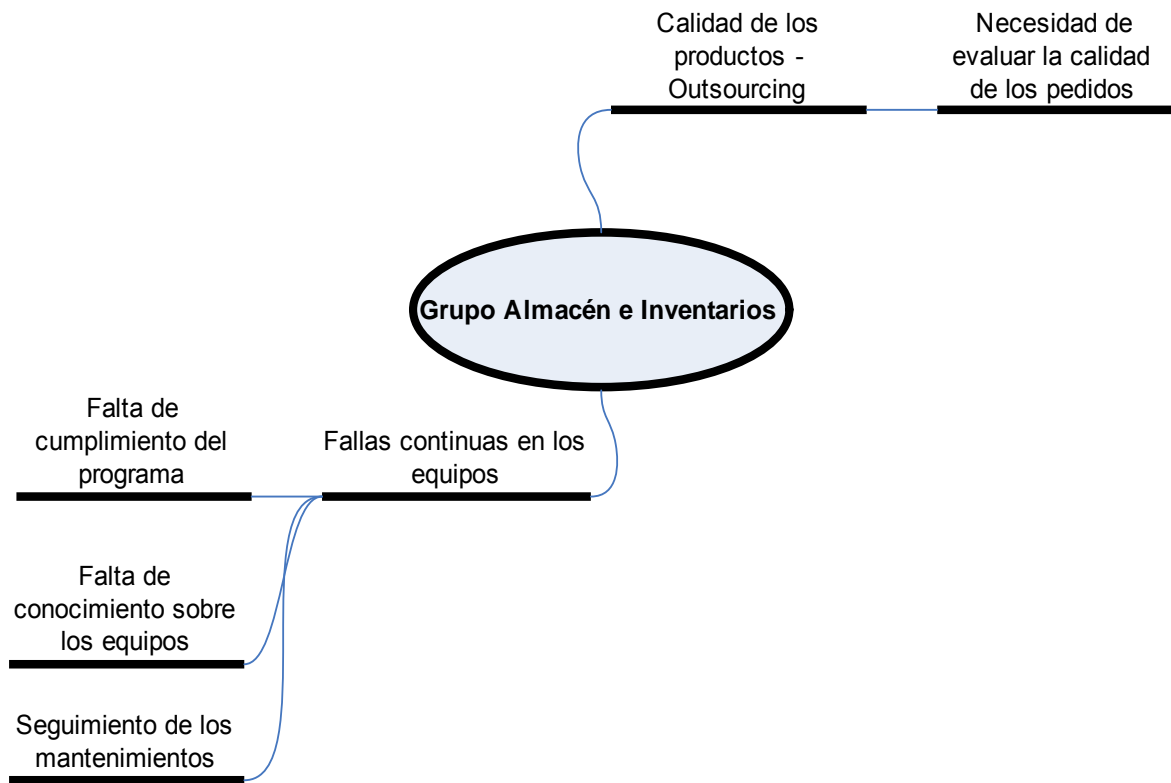 Calidad de los
productos -
Outsourcing
Necesidad de
evaluar la calidad
de los pedidos
Grupo Almacén e Inventarios
Falta de
cumplimiento del
programa
Fallas continuas en los
equipos
Falta de
conocimiento sobre
los equipos
Seguimiento de los
mantenimientos